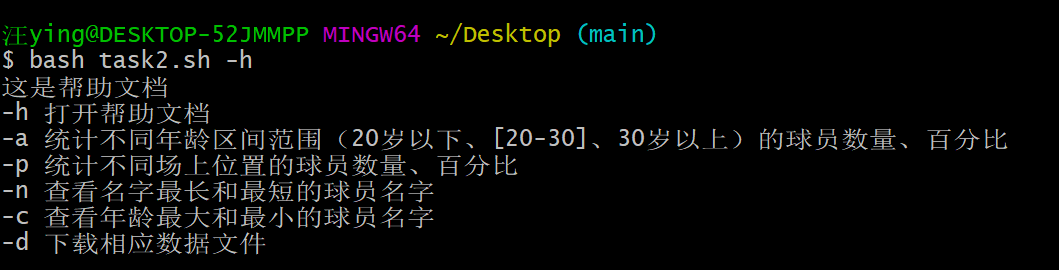 汪ying@DESKTOP-52JMMPP MINGW64 ~/Desktop (main)
$ bash task2.sh -h
这是帮助文档
-h 打开帮助文档
-a 统计不同年龄区间范围（20岁以下、[20-30]、30岁以上）的球员数量、百分比
-p 统计不同场上位置的球员数量、百分比
-n 查看名字最长和最短的球员名字
-c 查看年龄最大和最小的球员名字
-d 下载相应数据文件